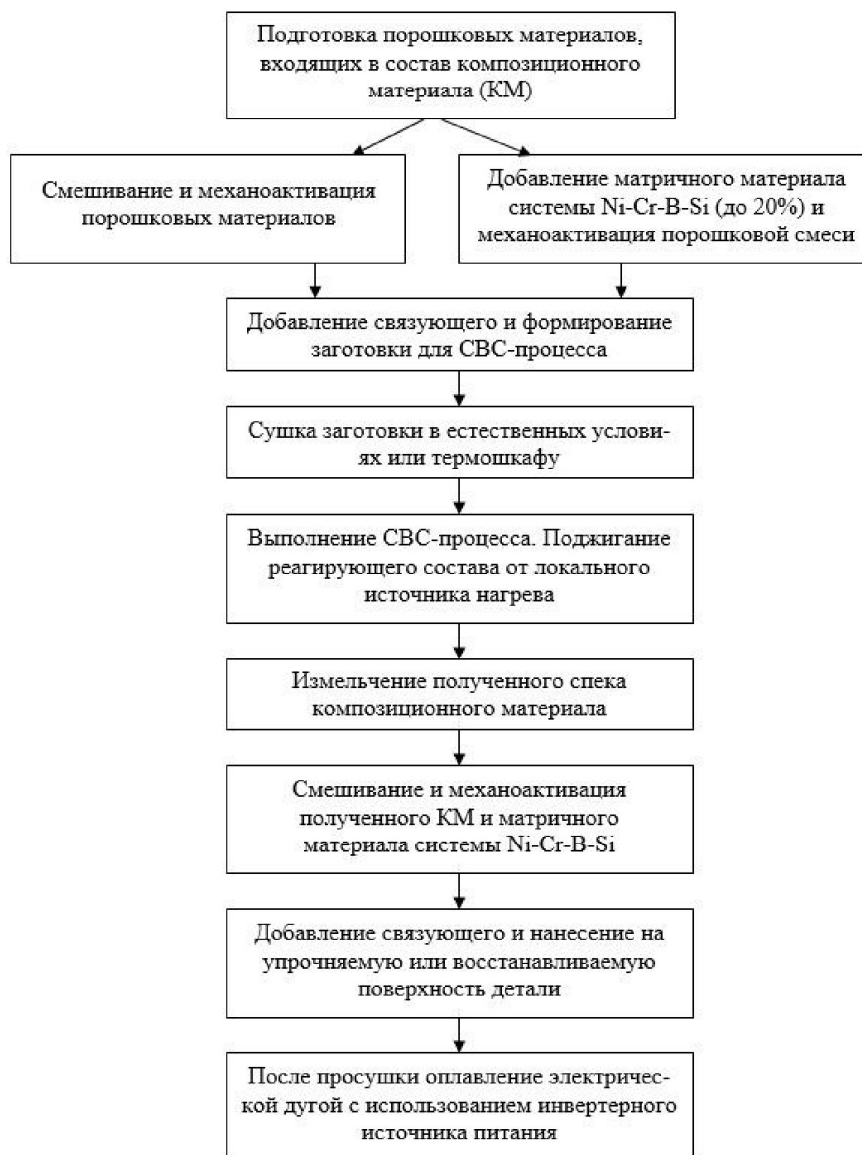 Подготовка порошковых материалов,
входящих в состав композиционного
материала (КМ)
Смешивание и механоактивация
порошковых материалов
Добавление матричного материала
системы Ni-Cr-B-Si (до 20%) и
механоактивация порошковой смеси
Добавление связующего и формирование
заготовки для СВС-процесса
Сушка заготовки в естественных услови-
ях или термошкафу
Выполнение СВС-процесса. Поджигание
реагирующего состава от локального
источника нагрева
Измельчение полученного спека
композиционного материала
Смешивание и механоактивация
полученного КМ и матричного
материала системы Ni-Cr-B-Si
Добавление связующего и нанесение на
упрочняемую или восстанавливаемую
поверхность детали
После просушки оплавление электричес-
кой дугой с использованием инвертерного
источника питания